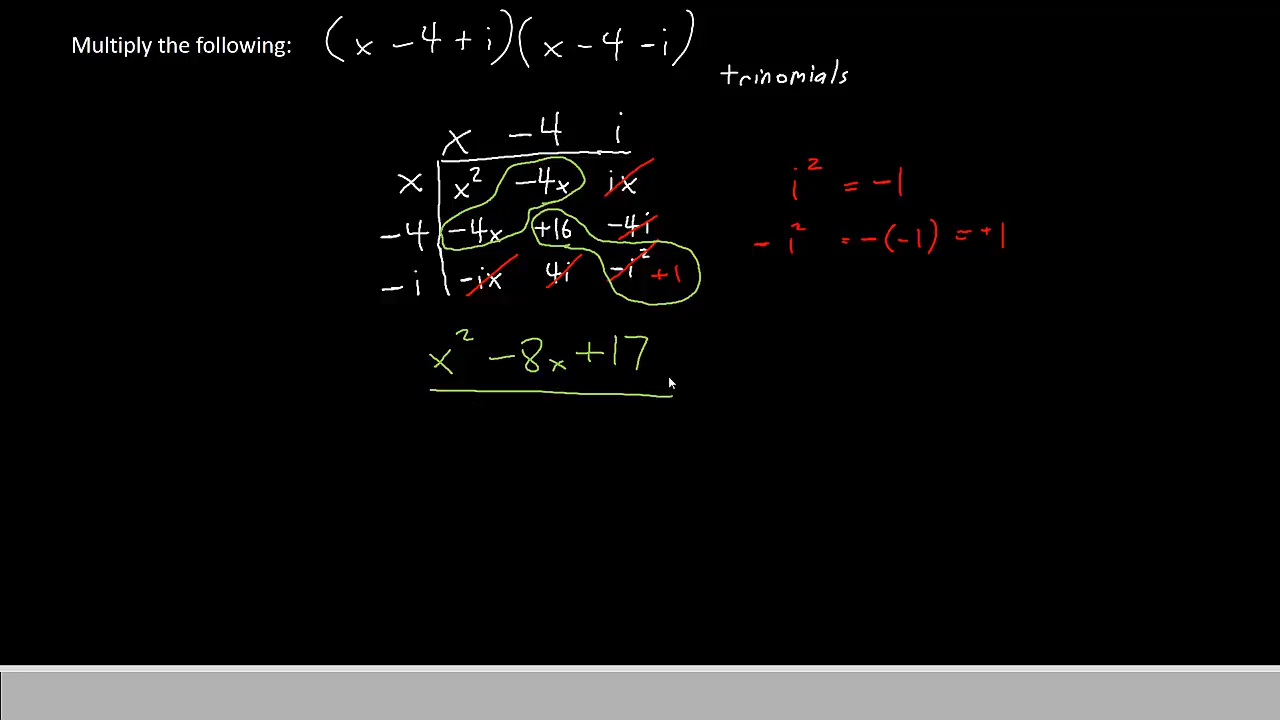 Multiply the following: (x - 4 + i)(x - 4 - i)
trinomials
x -4 i
x x² -4x ix
-4 -4x +16 -4i
-i -ix 4i -i² +1
i² = -1
-i² = -(-1) = +1
x² - 8x + 17